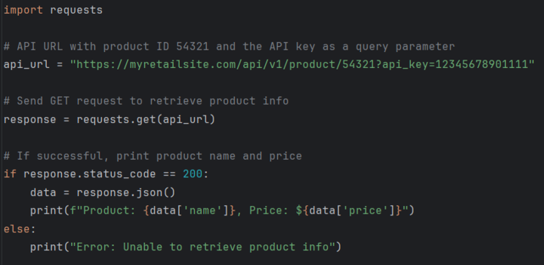 import requests
# API URL with product ID 54321 and the API key as a query parameter
api_url = "https://myretailsite.com/api/v1/product/54321?api_key=12345678901111"
# Send GET request to retrieve product info
response = requests.get(api_url)
# If successful, print product name and price
if response.status_code == 200:
    data = response.json()
    print(f"Product: {data['name']}, Price: ${data['price']}")
else:
    print("Error: Unable to retrieve product info")